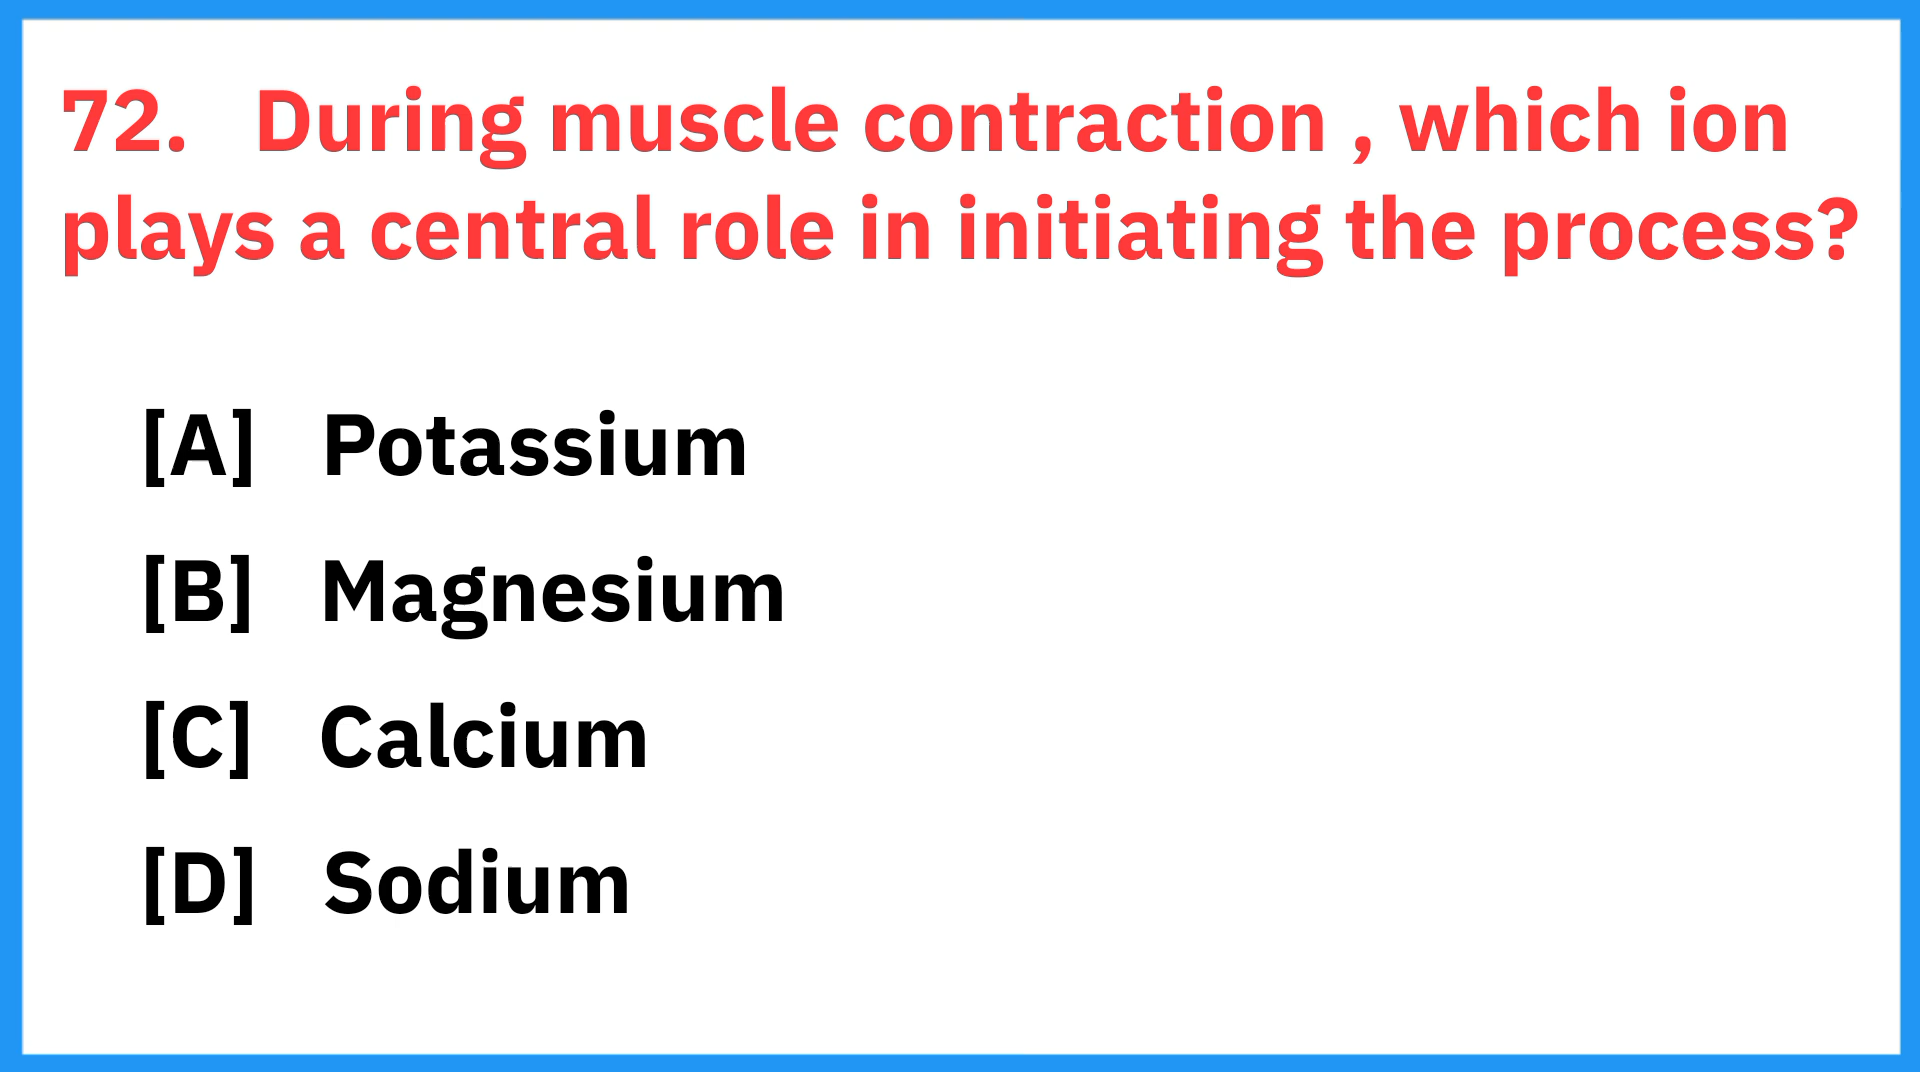 72.   During muscle contraction , which ion
plays a central role in initiating the process?
[A]   Potassium
[B]   Magnesium
[C]   Calcium
[D]   Sodium